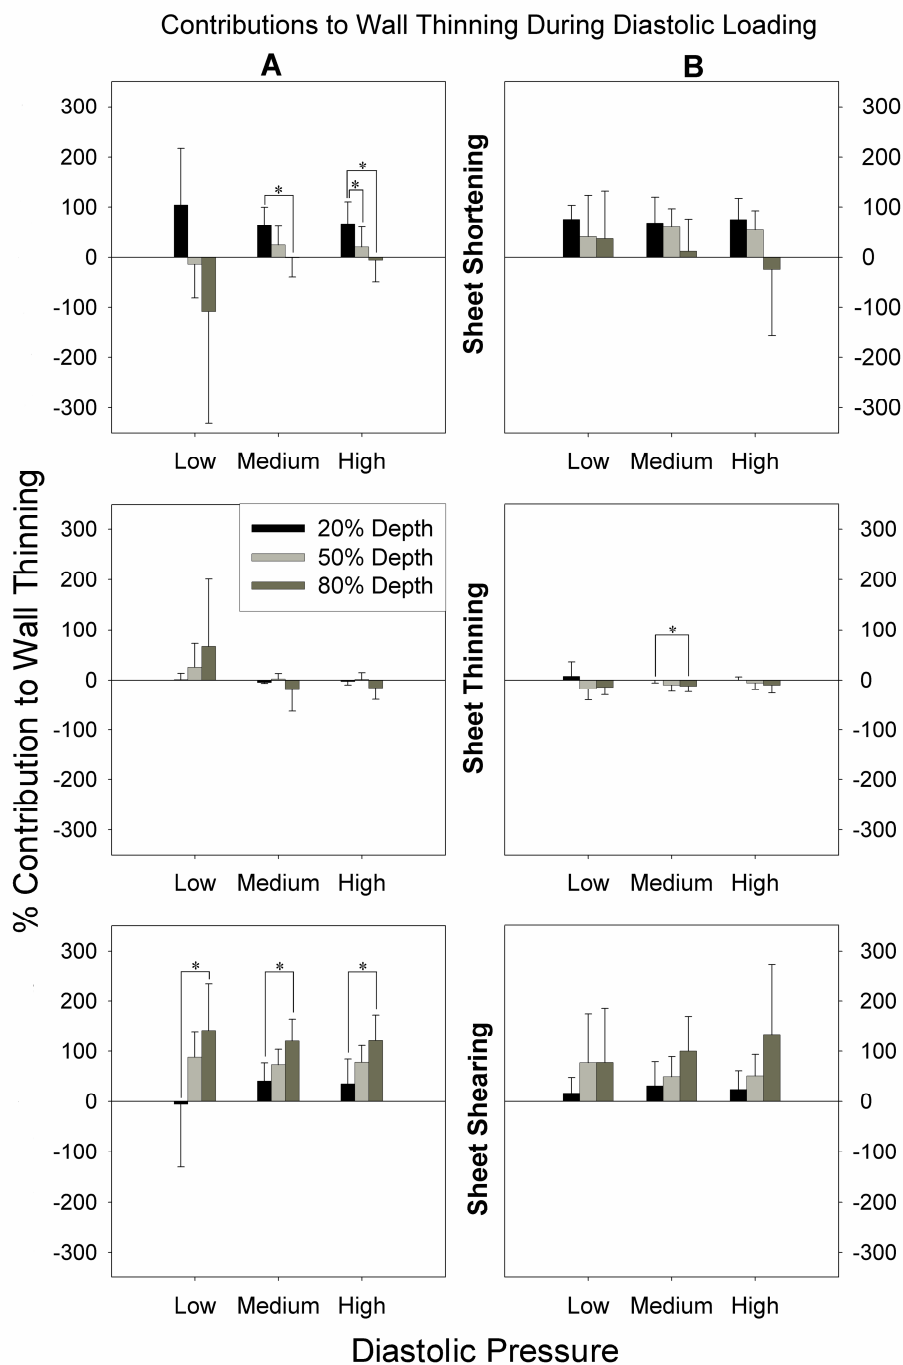 Contributions to Wall Thinning During Diastolic Loading
A B
300 300
200 200
100 100
0 0
-100 -100
-200 -200
-300 -300
Sheet Shortening
* * *
Low Medium High Low Medium High
% Contribution to Wall Thinning
300 300
200 200
100 100
0 0
-100 -100
-200 -200
-300 -300
20% Depth
50% Depth
80% Depth
Sheet Thinning
*
Low Medium High Low Medium High
300 300
200 200
100 100
0 0
-100 -100
-200 -200
-300 -300
* * *
Sheet Shearing
Low Medium High Low Medium High
Diastolic Pressure